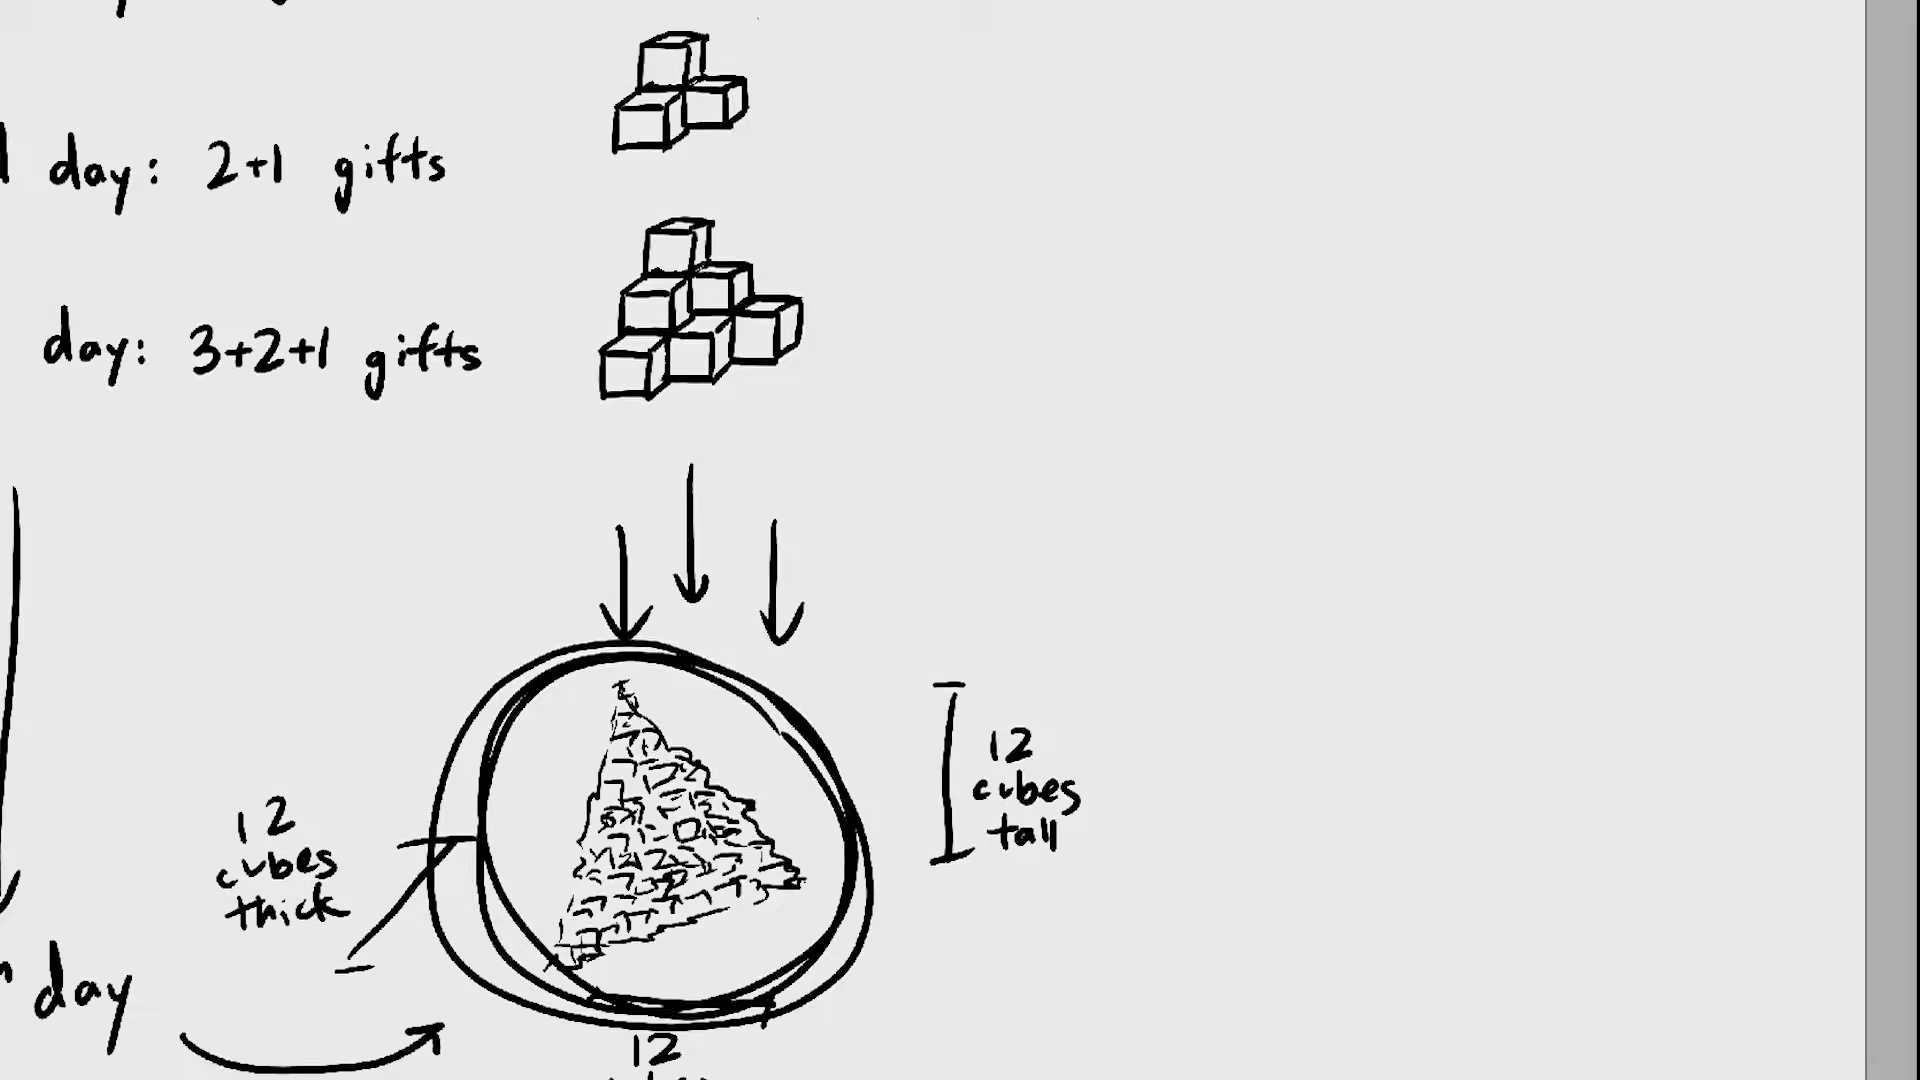 day: 2+1 gifts
day: 3+2+1 gifts
12
cubes
tall
12
cubes
thick
day
12